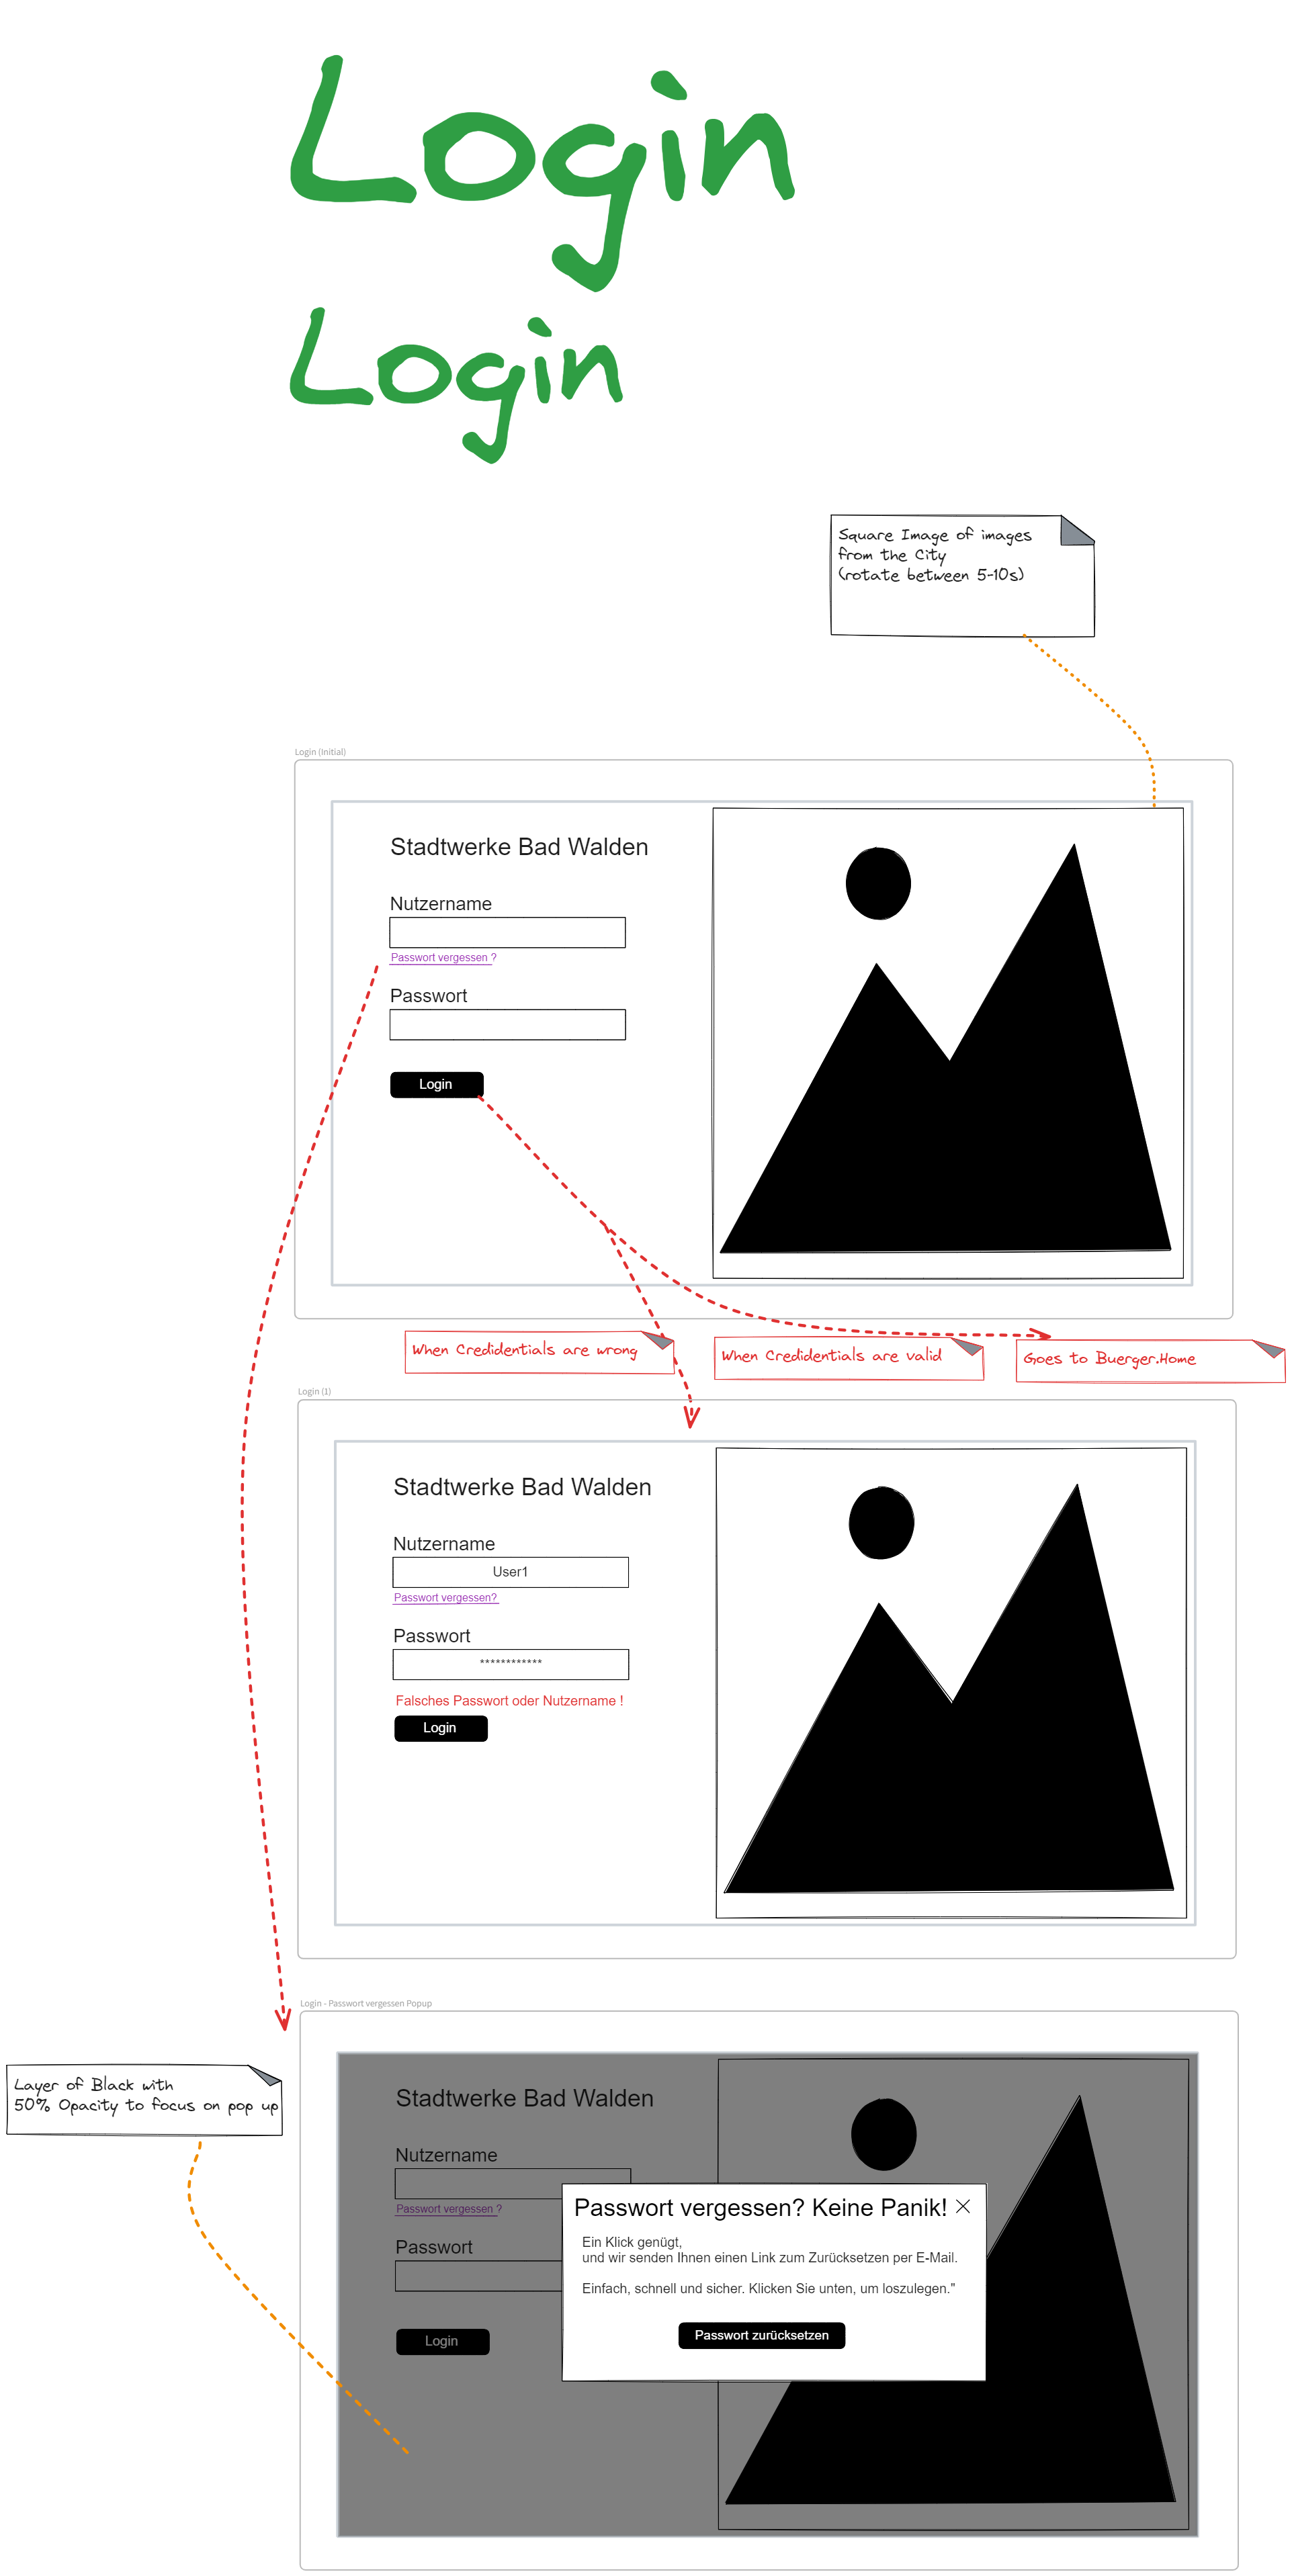 Login
Login
Square Image of images
from the City
(rotate between 5-10s)
Login (Initial)
Stadtwerke Bad Walden
Nutzername
Passwort vergessen ?
Passwort
Login
When Credidentials are wrong
When Credidentials are valid
Goes to Buerger.Home
Login (1)
Stadtwerke Bad Walden
Nutzername
User1
Passwort vergessen?
Passwort
************
Falsches Passwort oder Nutzername !
Login
Login - Passwort vergessen Popup
Layer of Black with
50% Opacity to focus on pop up
Stadtwerke Bad Walden
Nutzername
Passwort vergessen ?
Passwort
Login
Passwort vergessen? Keine Panik!
Ein Klick genügt,
und wir senden Ihnen einen Link zum Zurücksetzen per E-Mail.
Einfach, schnell und sicher. Klicken Sie unten, um loszulegen."
Passwort zurücksetzen